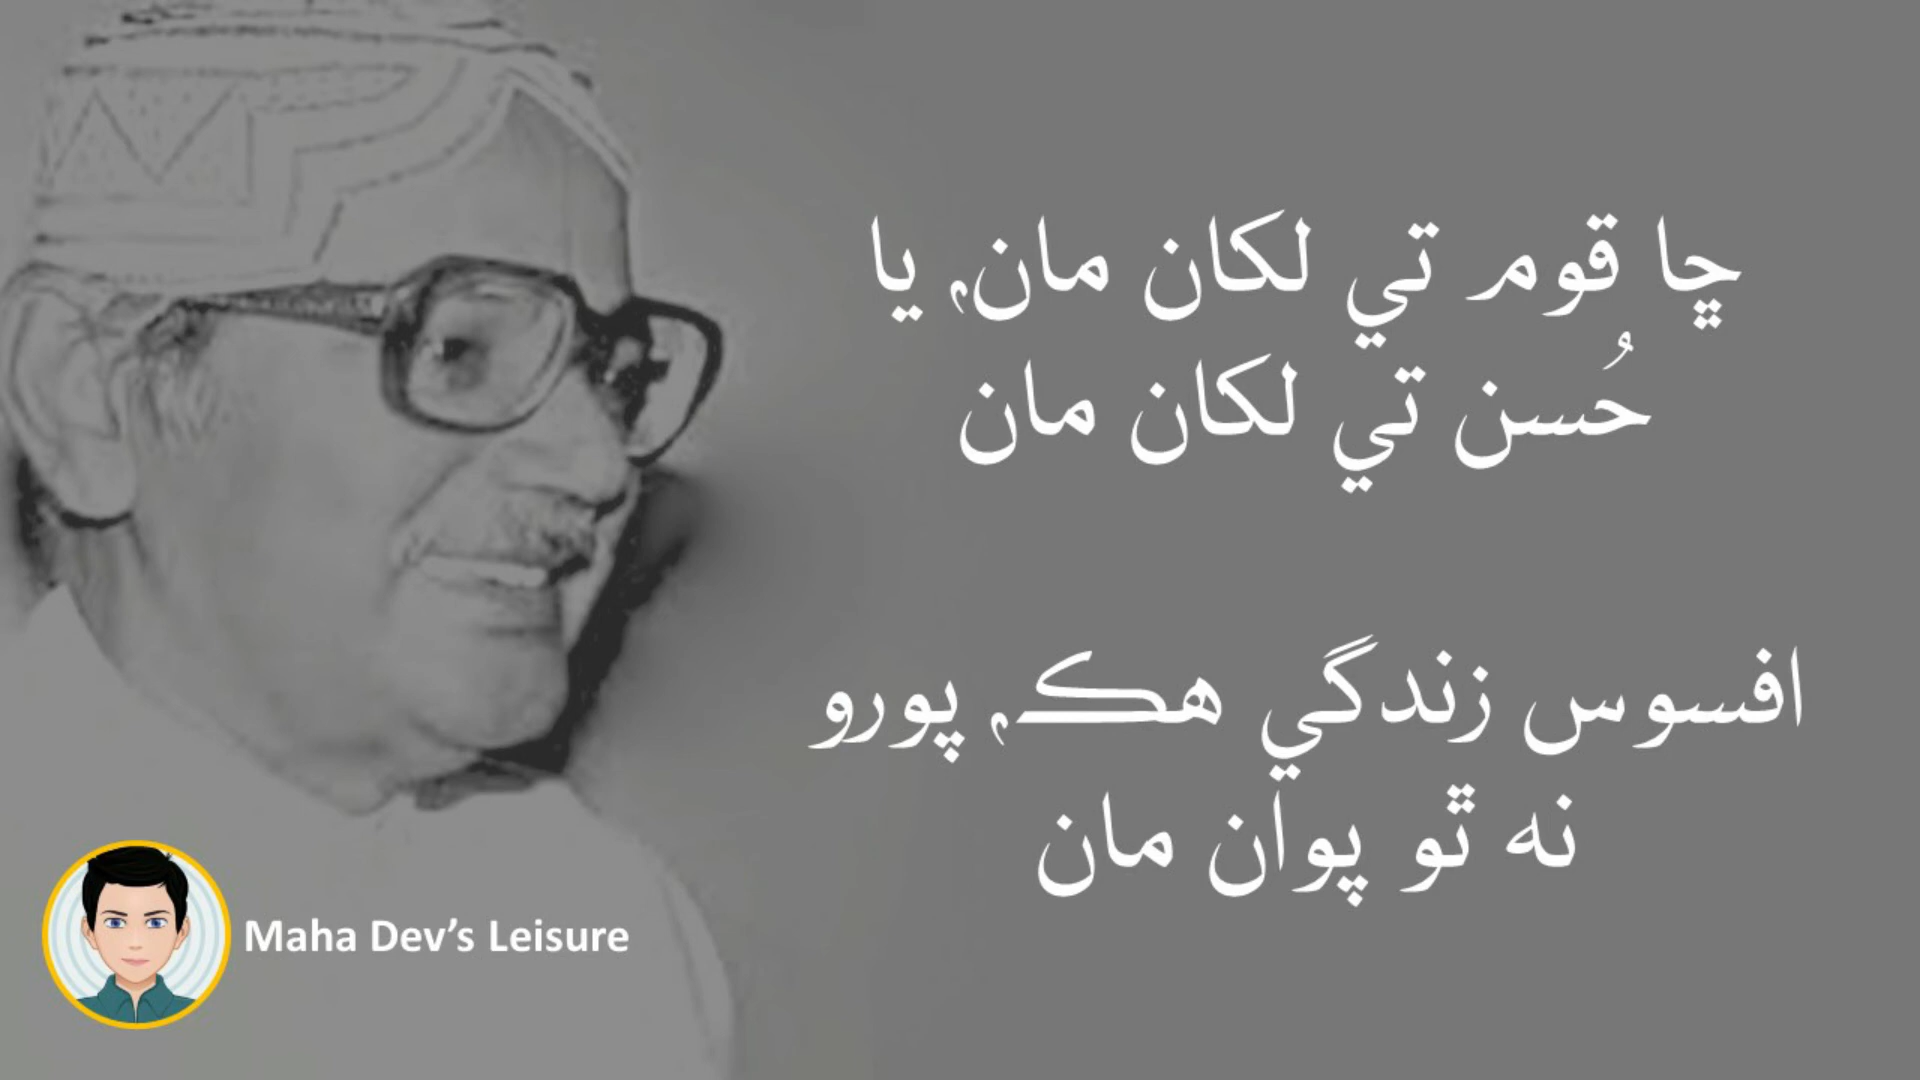 ڇا قوم تي لکان مان، يا
حُسن تي لکان مان
افسوس زندگي هڪ، پورو
نه ٿو پوان مان
Maha Dev’s Leisure